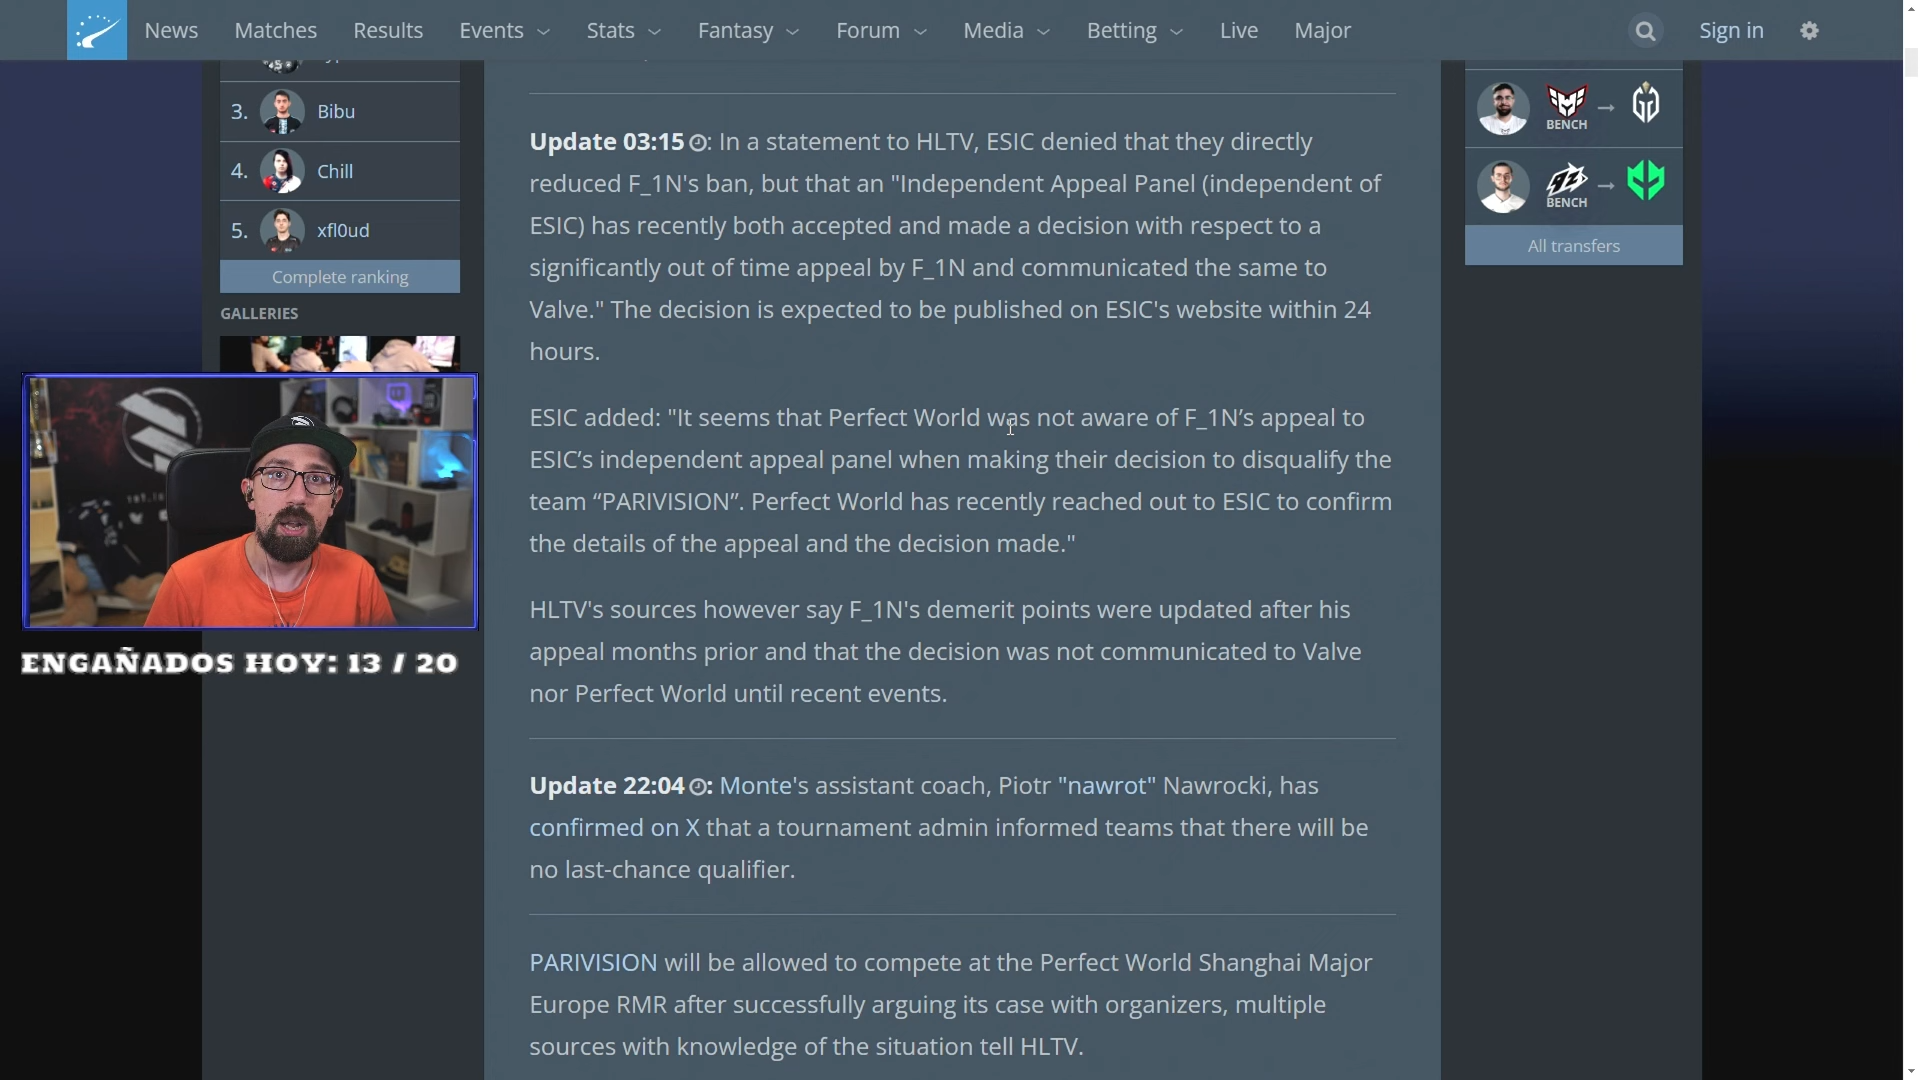 News
Matches
Results
Events
Stats
Fantasy
Forum
Media
Betting
Live
Major
Sign in
3. Bibu
4. Chill
5. xfl0ud
Complete ranking
GALLERIES
ENGAÑADOS HOY: 13 / 20
Update 03:15 : In a statement to HLTV, ESIC denied that they directly
reduced F_1N's ban, but that an "Independent Appeal Panel (independent of
ESIC) has recently both accepted and made a decision with respect to a
significantly out of time appeal by F_1N and communicated the same to
Valve." The decision is expected to be published on ESIC's website within 24
hours.
ESIC added: "It seems that Perfect World was not aware of F_1N’s appeal to
ESIC’s independent appeal panel when making their decision to disqualify the
team “PARIVISION”. Perfect World has recently reached out to ESIC to confirm
the details of the appeal and the decision made."
HLTV's sources however say F_1N's demerit points were updated after his
appeal months prior and that the decision was not communicated to Valve
nor Perfect World until recent events.
Update 22:04 : Monte's assistant coach, Piotr "nawrot" Nawrocki, has
confirmed on X that a tournament admin informed teams that there will be
no last-chance qualifier.
PARIVISION will be allowed to compete at the Perfect World Shanghai Major
Europe RMR after successfully arguing its case with organizers, multiple
sources with knowledge of the situation tell HLTV.
BENCH
BENCH
All transfers